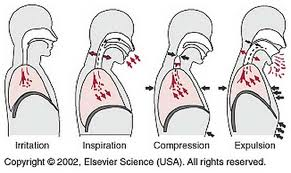 Irritation Inspiration Compression Expulsion
Copyright © 2002, Elsevier Science (USA). All rights reserved.